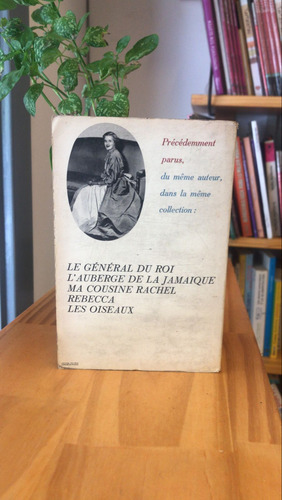 Précédemment
parus,
du même auteur,
dans la même
collection :
LE GÉNÉRAL DU ROI
L'AUBERGE DE LA JAMAIQUE
MA COUSINE RACHEL
REBECCA
LES OISEAUX